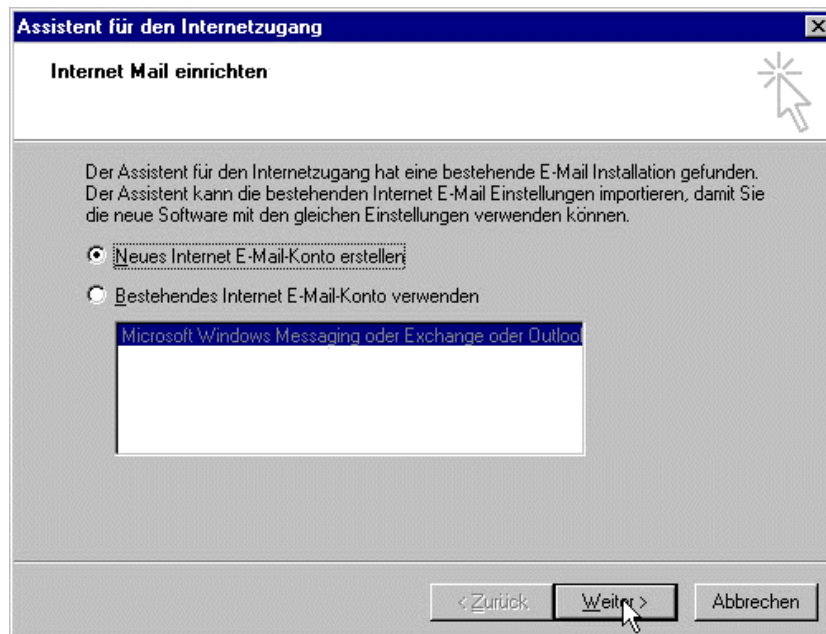 Assistent für den Internetzugang
Internet Mail einrichten
Der Assistent für den Internetzugang hat eine bestehende E-Mail Installation gefunden.
Der Assistent kann die bestehenden Internet E-Mail Einstellungen importieren, damit Sie
die neue Software mit den gleichen Einstellungen verwenden können.
Neues Internet E-Mail-Konto erstellen
Bestehendes Internet E-Mail-Konto verwenden
Microsoft Windows Messaging oder Exchange oder Outloo
< Zurück
Weiter >
Abbrechen